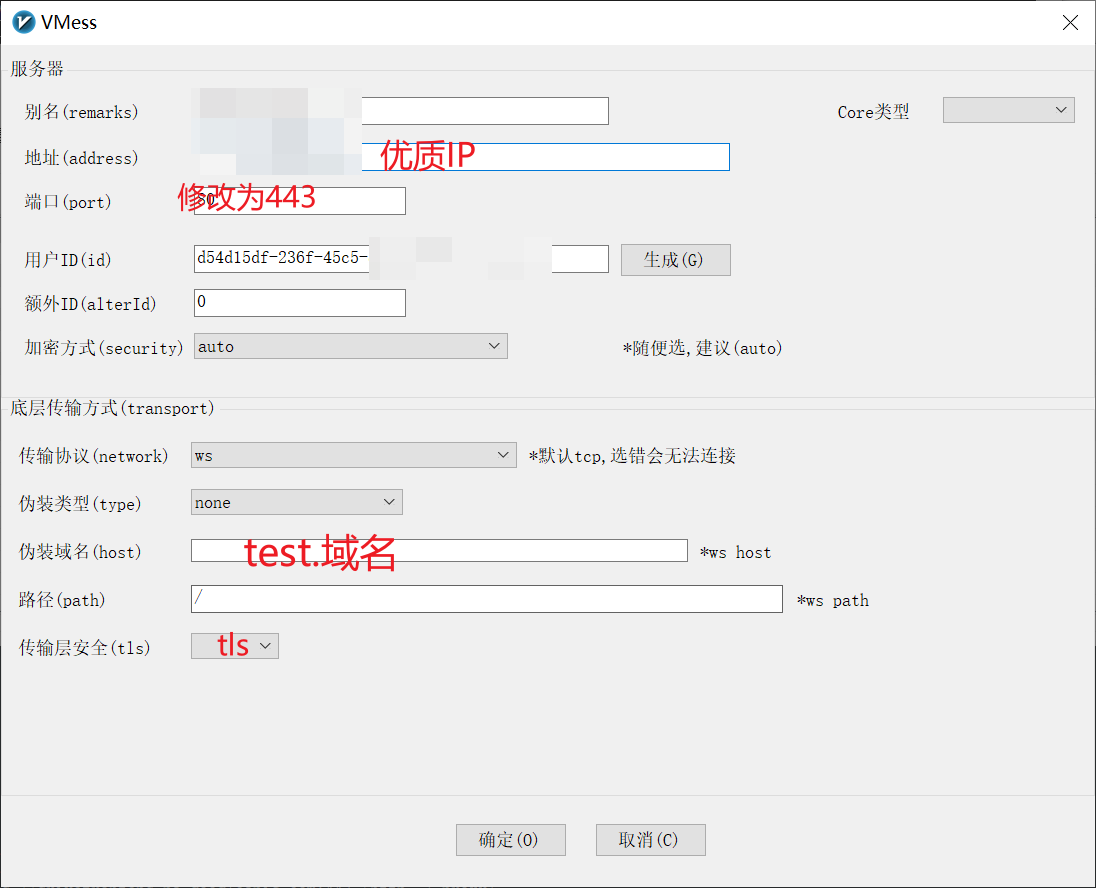 VMess
服务器
别名(remarks)
Core类型
地址(address)
优质IP
端口(port)
修改为443
用户ID(id)
d54d15df-236f-45c5-
生成(G)
额外ID(alterId)
0
加密方式(security)
auto
*随便选,建议(auto)
底层传输方式(transport)
传输协议(network)
ws
*默认tcp,选错会无法连接
伪装类型(type)
none
伪装域名(host)
test.域名
*ws host
路径(path)
/
*ws path
传输层安全(tls)
tls
确定(O)
取消(C)